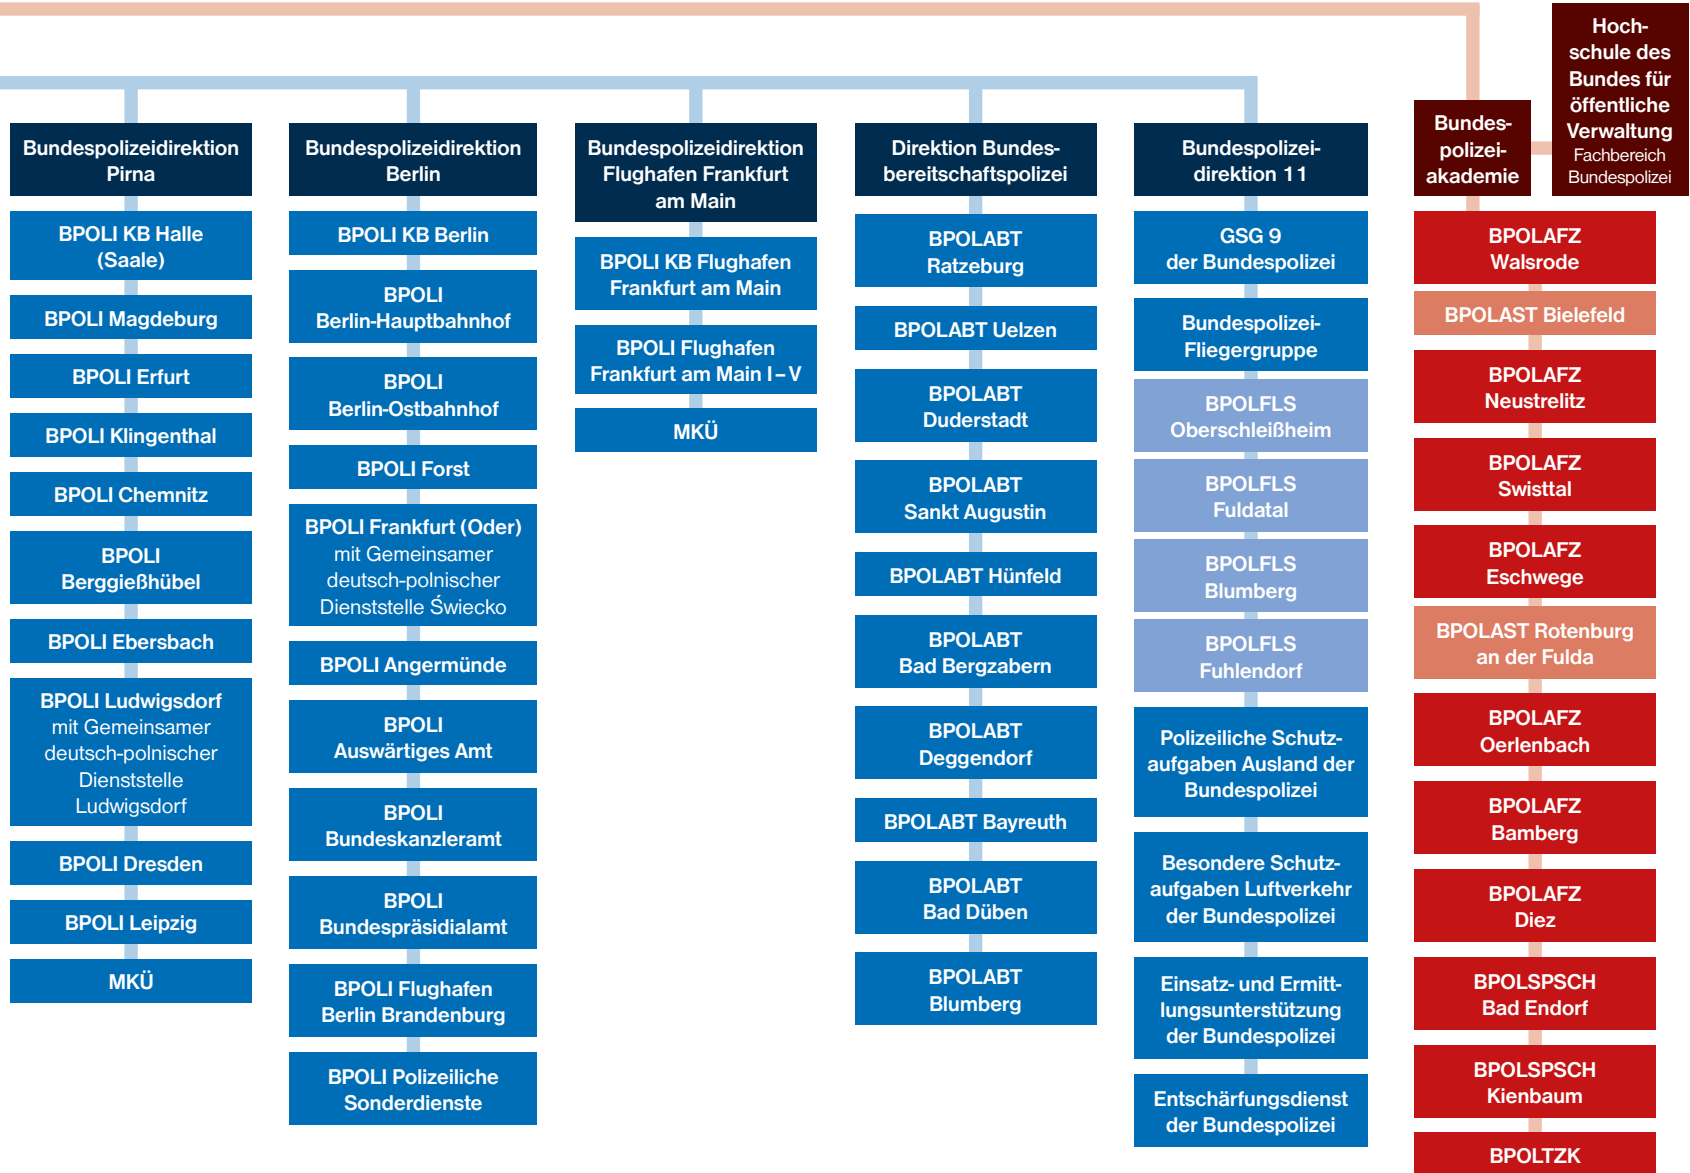 Bundespolizeidirektion
Pirna
BPOLI KB Halle
(Saale)
BPOLI Magdeburg
BPOLI Erfurt
BPOLI Klingenthal
BPOLI Chemnitz
BPOLI
Berggießhübel
BPOLI Ebersbach
BPOLI Ludwigsdorf
mit Gemeinsamer
deutsch-polnischer
Dienststelle
Ludwigsdorf
BPOLI Dresden
BPOLI Leipzig
MKÜ
Bundespolizeidirektion
Berlin
BPOLI KB Berlin
BPOLI
Berlin-Hauptbahnhof
BPOLI
Berlin-Ostbahnhof
BPOLI Forst
BPOLI Frankfurt (Oder)
mit Gemeinsamer
deutsch-polnischer
Dienststelle Świecko
BPOLI Angermünde
BPOLI
Auswärtiges Amt
BPOLI
Bundeskanzleramt
BPOLI
Bundespräsidialamt
BPOLI Flughafen
Berlin Brandenburg
BPOLI Polizeiliche
Sonderdienste
Bundespolizeidirektion
Flughafen Frankfurt
am Main
BPOLI KB Flughafen
Frankfurt am Main
BPOLI Flughafen
Frankfurt am Main I – V
MKÜ
Direktion Bundes-
bereitschaftspolizei
BPOLABT
Ratzeburg
BPOLABT Uelzen
BPOLABT
Duderstadt
BPOLABT
Sankt Augustin
BPOLABT Hünfeld
BPOLABT
Bad Bergzabern
BPOLABT
Deggendorf
BPOLABT Bayreuth
BPOLABT
Bad Düben
BPOLABT
Blumberg
Bundespolizei-
direktion 11
GSG 9
der Bundespolizei
Bundespolizei-
Fliegergruppe
BPOLFLS
Oberschleißheim
BPOLFLS
Fuldatal
BPOLFLS
Blumberg
BPOLFLS
Fuhlendorf
Polizeiliche Schutz-
aufgaben Ausland der
Bundespolizei
Besondere Schutz-
aufgaben Luftverkehr
der Bundespolizei
Einsatz- und Ermitt-
lungsunterstützung
der Bundespolizei
Entschärfungsdienst
der Bundespolizei
Bundes-
polizei-
akademie
Hoch-
schule des
Bundes für
öffentliche
Verwaltung
Fachbereich
Bundespolizei
BPOLAFZ
Walsrode
BPOLAST Bielefeld
BPOLAFZ
Neustrelitz
BPOLAFZ
Swisttal
BPOLAFZ
Eschwege
BPOLAST Rotenburg
an der Fulda
BPOLAFZ
Oerlenbach
BPOLAFZ
Bamberg
BPOLAFZ
Diez
BPOLSPSCH
Bad Endorf
BPOLSPSCH
Kienbaum
BPOLTZK